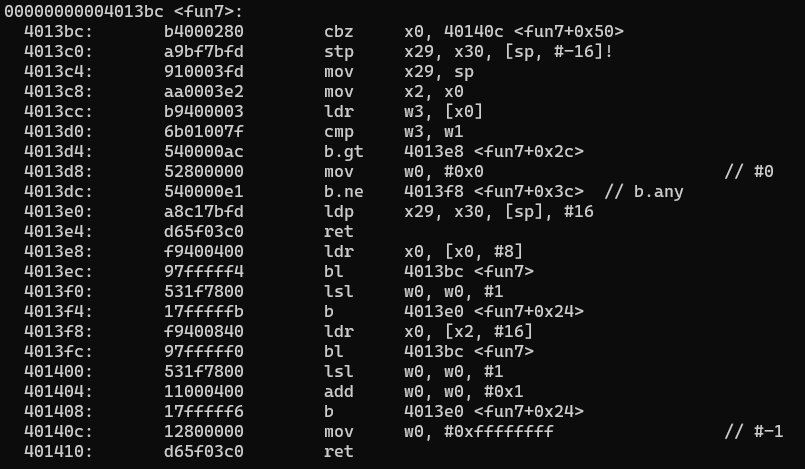 00000000004013bc <fun7>:
4013bc: b4000280 cbz x0, 40140c <fun7+0x50>
4013c0: a9bf7bfd stp x29, x30, [sp, #-16]!
4013c4: 910003fd mov x29, sp
4013c8: aa0003e2 mov x2, x0
4013cc: b9400003 ldr w3, [x0]
4013d0: 6b01007f cmp w3, w1
4013d4: 540000ac b.gt 4013e8 <fun7+0x2c>
4013d8: 52800000 mov w0, #0x0 // #0
4013dc: 540000e1 b.ne 4013f8 <fun7+0x3c> // b.any
4013e0: a8c17bfd ldp x29, x30, [sp], #16
4013e4: d65f03c0 ret
4013e8: f9400400 ldr x0, [x0, #8]
4013ec: 97fffff4 bl 4013bc <fun7>
4013f0: 531f7800 lsl w0, w0, #1
4013f4: 17fffffb b 4013e0 <fun7+0x24>
4013f8: f9400840 ldr x0, [x2, #16]
4013fc: 97fffff0 bl 4013bc <fun7>
401400: 531f7800 lsl w0, w0, #1
401404: 11000400 add w0, w0, #0x1
401408: 17fffff6 b 4013e0 <fun7+0x24>
40140c: 12800000 mov w0, #0xffffffff // #-1
401410: d65f03c0 ret